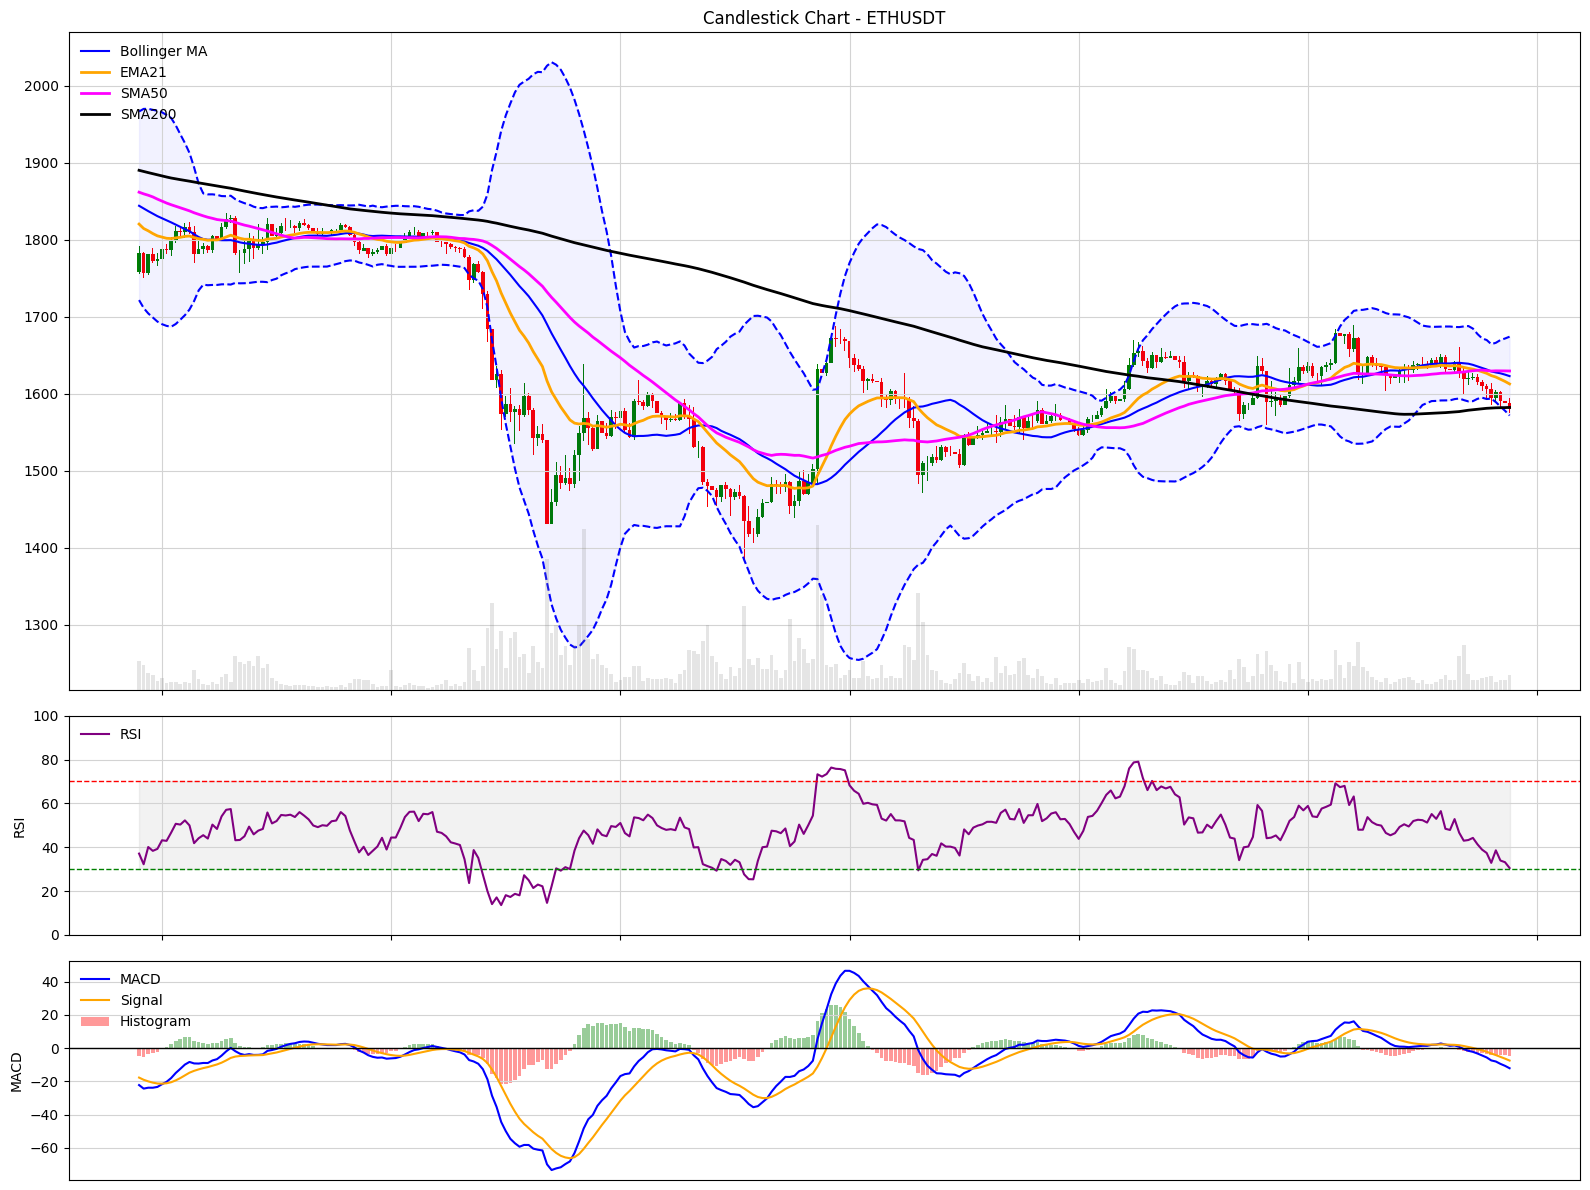 Candlestick Chart - ETHUSDT
Bollinger MA
EMA21
SMA50
SMA200
2000
1900
1800
1700
1600
1500
1400
1300
RSI
100
80
60
40
20
0
RSI
MACD
Signal
Histogram
40
20
0
−20
−40
−60
MACD